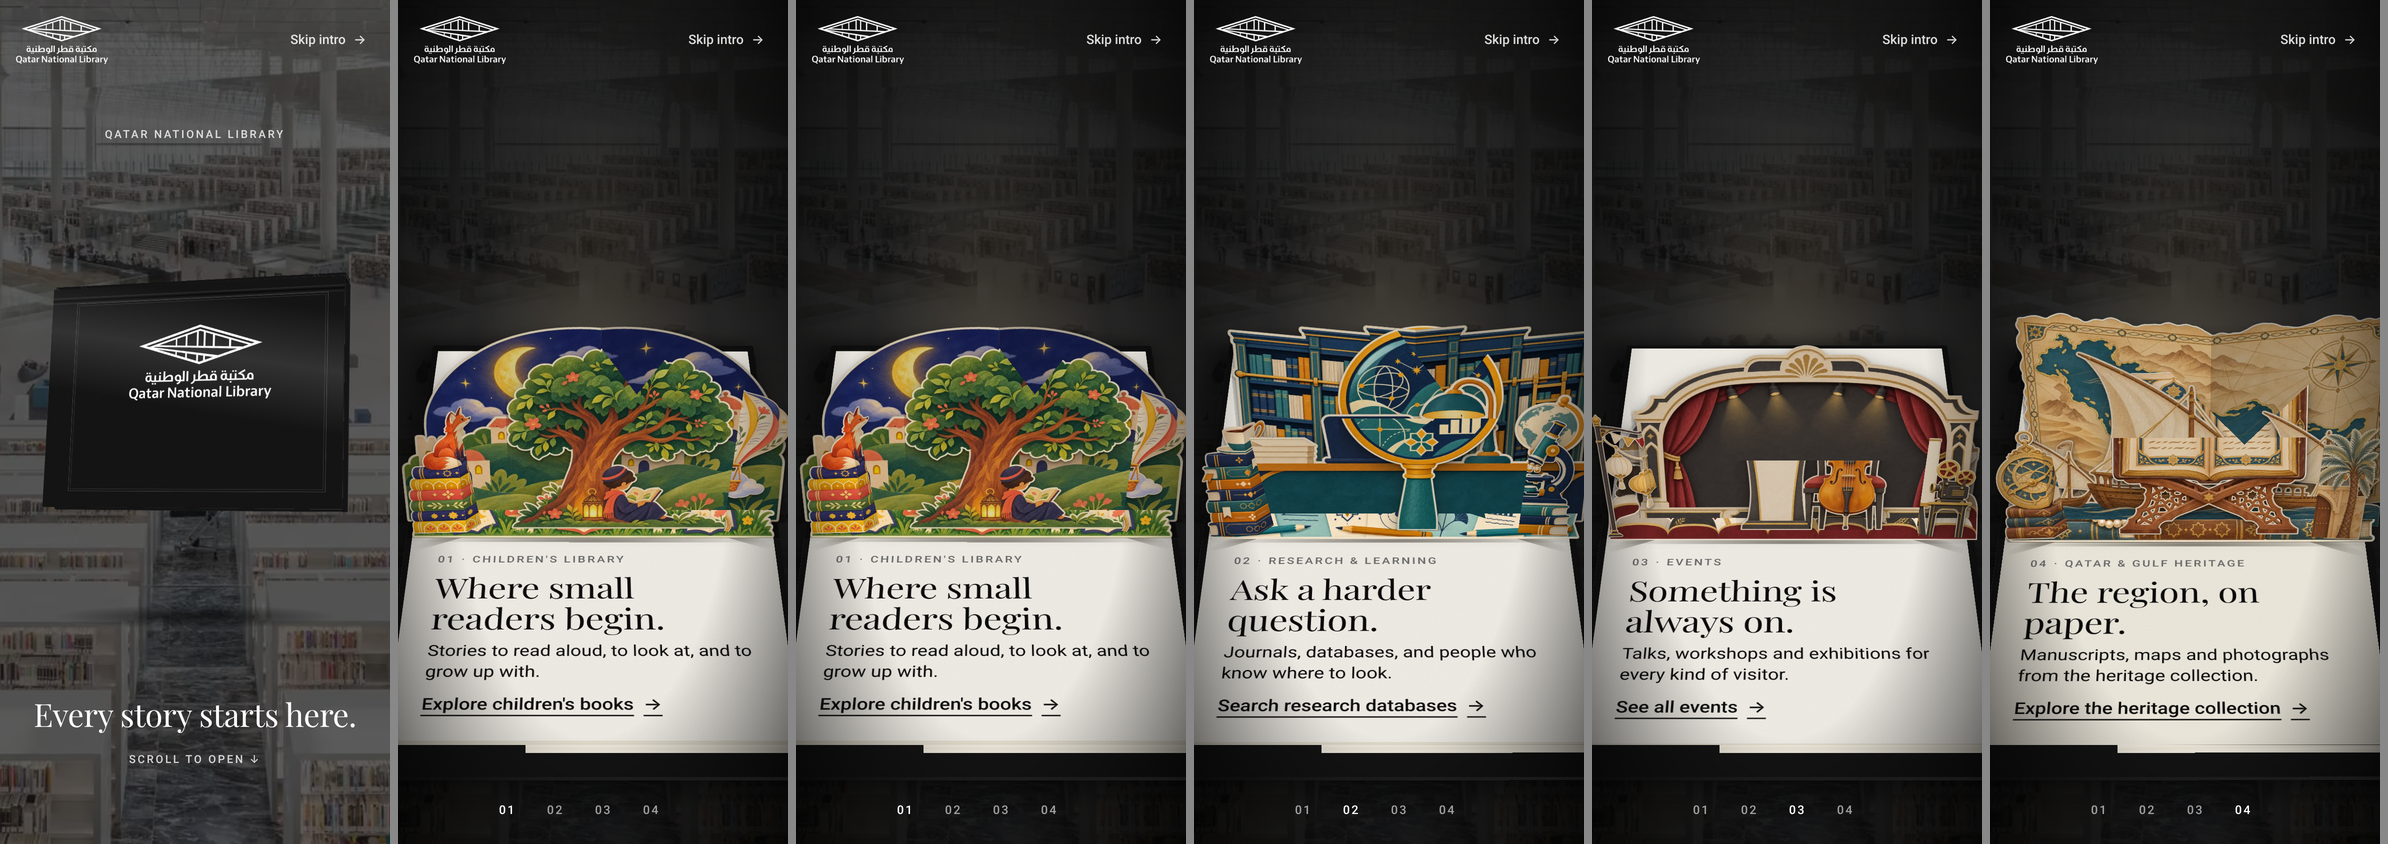 مكتبة قطر الوطنية
Qatar National Library
Skip intro →
QATAR NATIONAL LIBRARY
مكتبة قطر الوطنية
Qatar National Library
Every story starts here.
SCROLL TO OPEN ↓
مكتبة قطر الوطنية
Qatar National Library
Skip intro →
01 · CHILDREN'S LIBRARY
Where small
readers begin.
Stories to read aloud, to look at, and to
grow up with.
Explore children's books →
01 02 03 04
مكتبة قطر الوطنية
Qatar National Library
Skip intro →
01 · CHILDREN'S LIBRARY
Where small
readers begin.
Stories to read aloud, to look at, and to
grow up with.
Explore children's books →
01 02 03 04
مكتبة قطر الوطنية
Qatar National Library
Skip intro →
02 · RESEARCH & LEARNING
Ask a harder
question.
Journals, databases, and people who
know where to look.
Search research databases →
01 02 03 04
مكتبة قطر الوطنية
Qatar National Library
Skip intro →
03 · EVENTS
Something is
always on.
Talks, workshops and exhibitions for
every kind of visitor.
See all events →
01 02 03 04
مكتبة قطر الوطنية
Qatar National Library
Skip intro →
04 · QATAR & GULF HERITAGE
The region, on
paper.
Manuscripts, maps and photographs
from the heritage collection.
Explore the heritage collection →
01 02 03 04